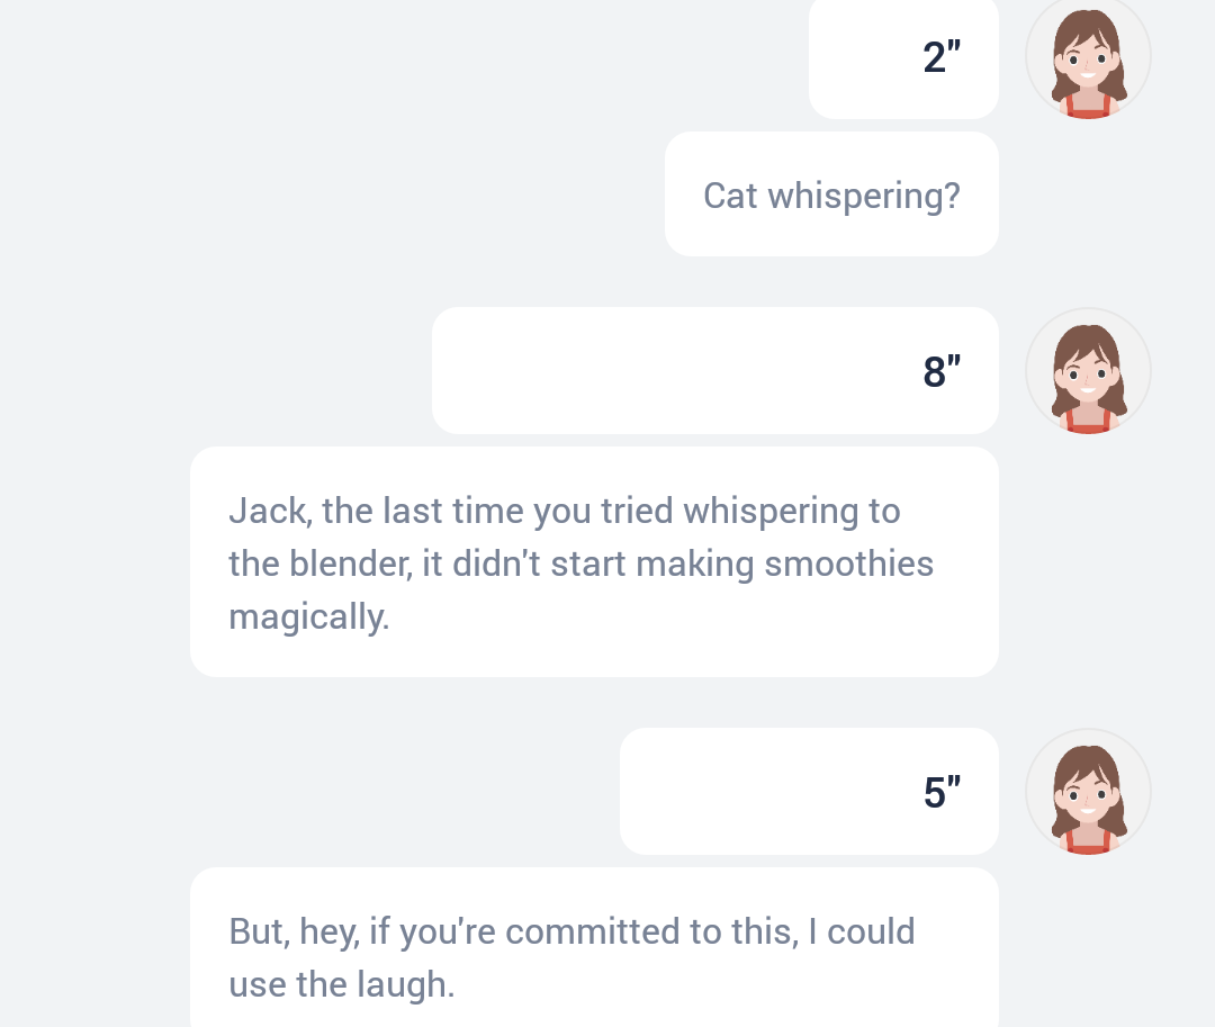 2"
Cat whispering?
8"
Jack, the last time you tried whispering to
the blender, it didn't start making smoothies
magically.
5"
But, hey, if you're committed to this, I could
use the laugh.